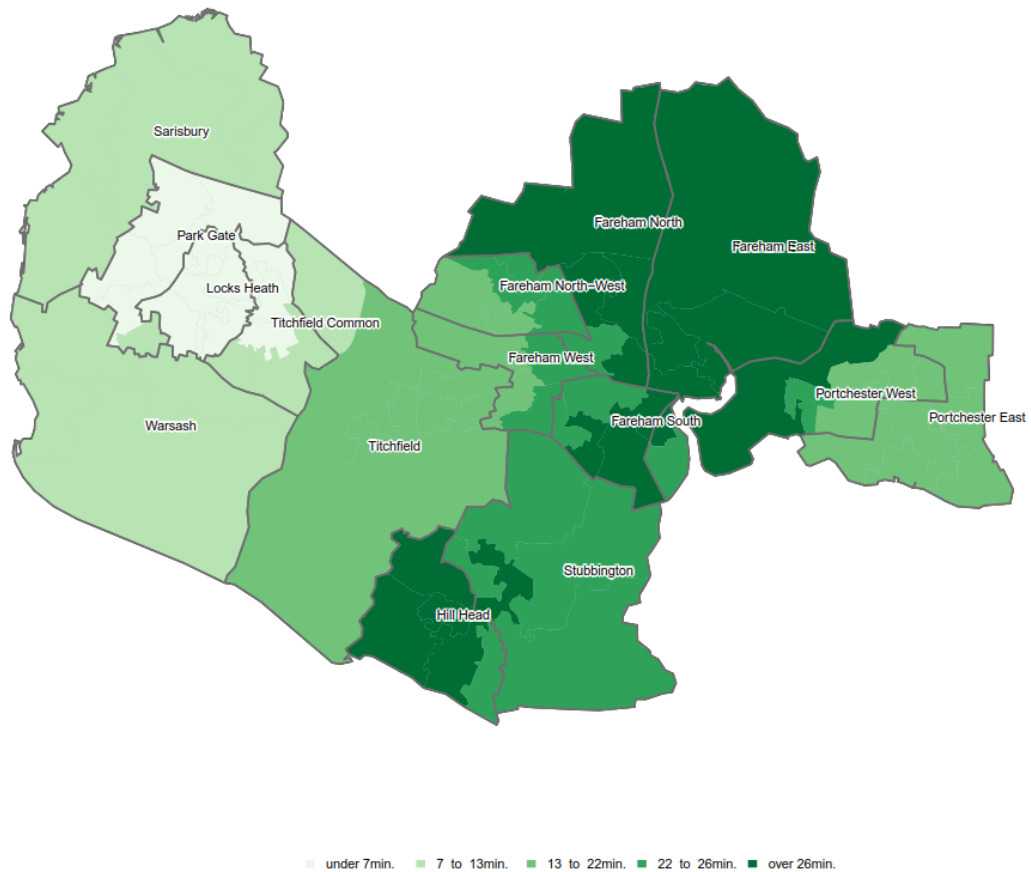 Sarisbury
Park Gate
Fareham North
Fareham East
Locks Heath
Fareham North-West
Titchfield Common
Fareham West
Portchester West
Warsash
Fareham South
Portchester East
Titchfield
Stubbington
Hill Head
under 7min. 7 to 13min. 13 to 22min. 22 to 26min. over 26min.